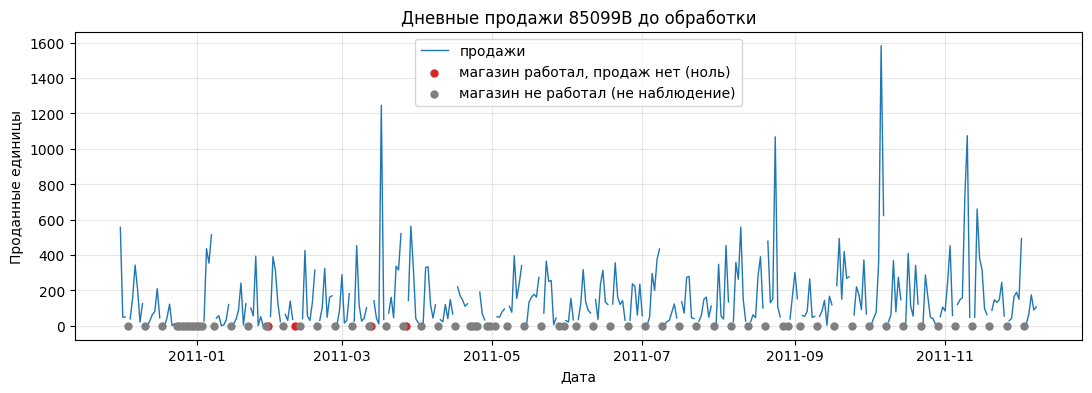 Дневные продажи 85099B до обработки
продажи
магазин работал, продаж нет (ноль)
магазин не работал (не наблюдение)
Проданные единицы
1600
1400
1200
1000
800
600
400
200
0
2011-01
2011-03
2011-05
2011-07
2011-09
2011-11
Дата